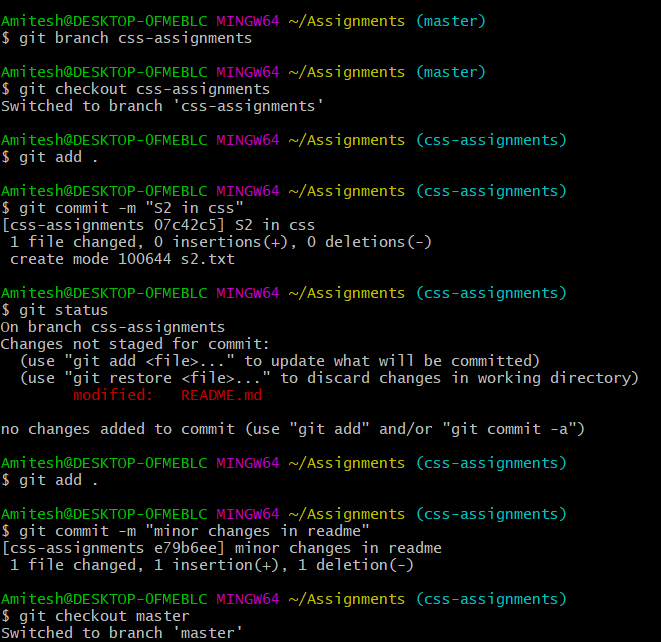 Amitesh@DESKTOP-OFMEBLC MINGW64 ~/Assignments (master)
$ git branch css-assignments
Amitesh@DESKTOP-OFMEBLC MINGW64 ~/Assignments (master)
$ git checkout css-assignments
Switched to branch 'css-assignments'
Amitesh@DESKTOP-OFMEBLC MINGW64 ~/Assignments (css-assignments)
$ git add .
Amitesh@DESKTOP-OFMEBLC MINGW64 ~/Assignments (css-assignments)
$ git commit -m "S2 in css"
[css-assignments 07c42c5] S2 in css
 1 file changed, 0 insertions(+), 0 deletions(-)
 create mode 100644 s2.txt
Amitesh@DESKTOP-OFMEBLC MINGW64 ~/Assignments (css-assignments)
$ git status
On branch css-assignments
Changes not staged for commit:
  (use "git add <file>..." to update what will be committed)
  (use "git restore <file>..." to discard changes in working directory)
        modified:   README.md
no changes added to commit (use "git add" and/or "git commit -a")
Amitesh@DESKTOP-OFMEBLC MINGW64 ~/Assignments (css-assignments)
$ git add .
Amitesh@DESKTOP-OFMEBLC MINGW64 ~/Assignments (css-assignments)
$ git commit -m "minor changes in readme"
[css-assignments e79b6ee] minor changes in readme
 1 file changed, 1 insertion(+), 1 deletion(-)
Amitesh@DESKTOP-OFMEBLC MINGW64 ~/Assignments (css-assignments)
$ git checkout master
Switched to branch 'master'